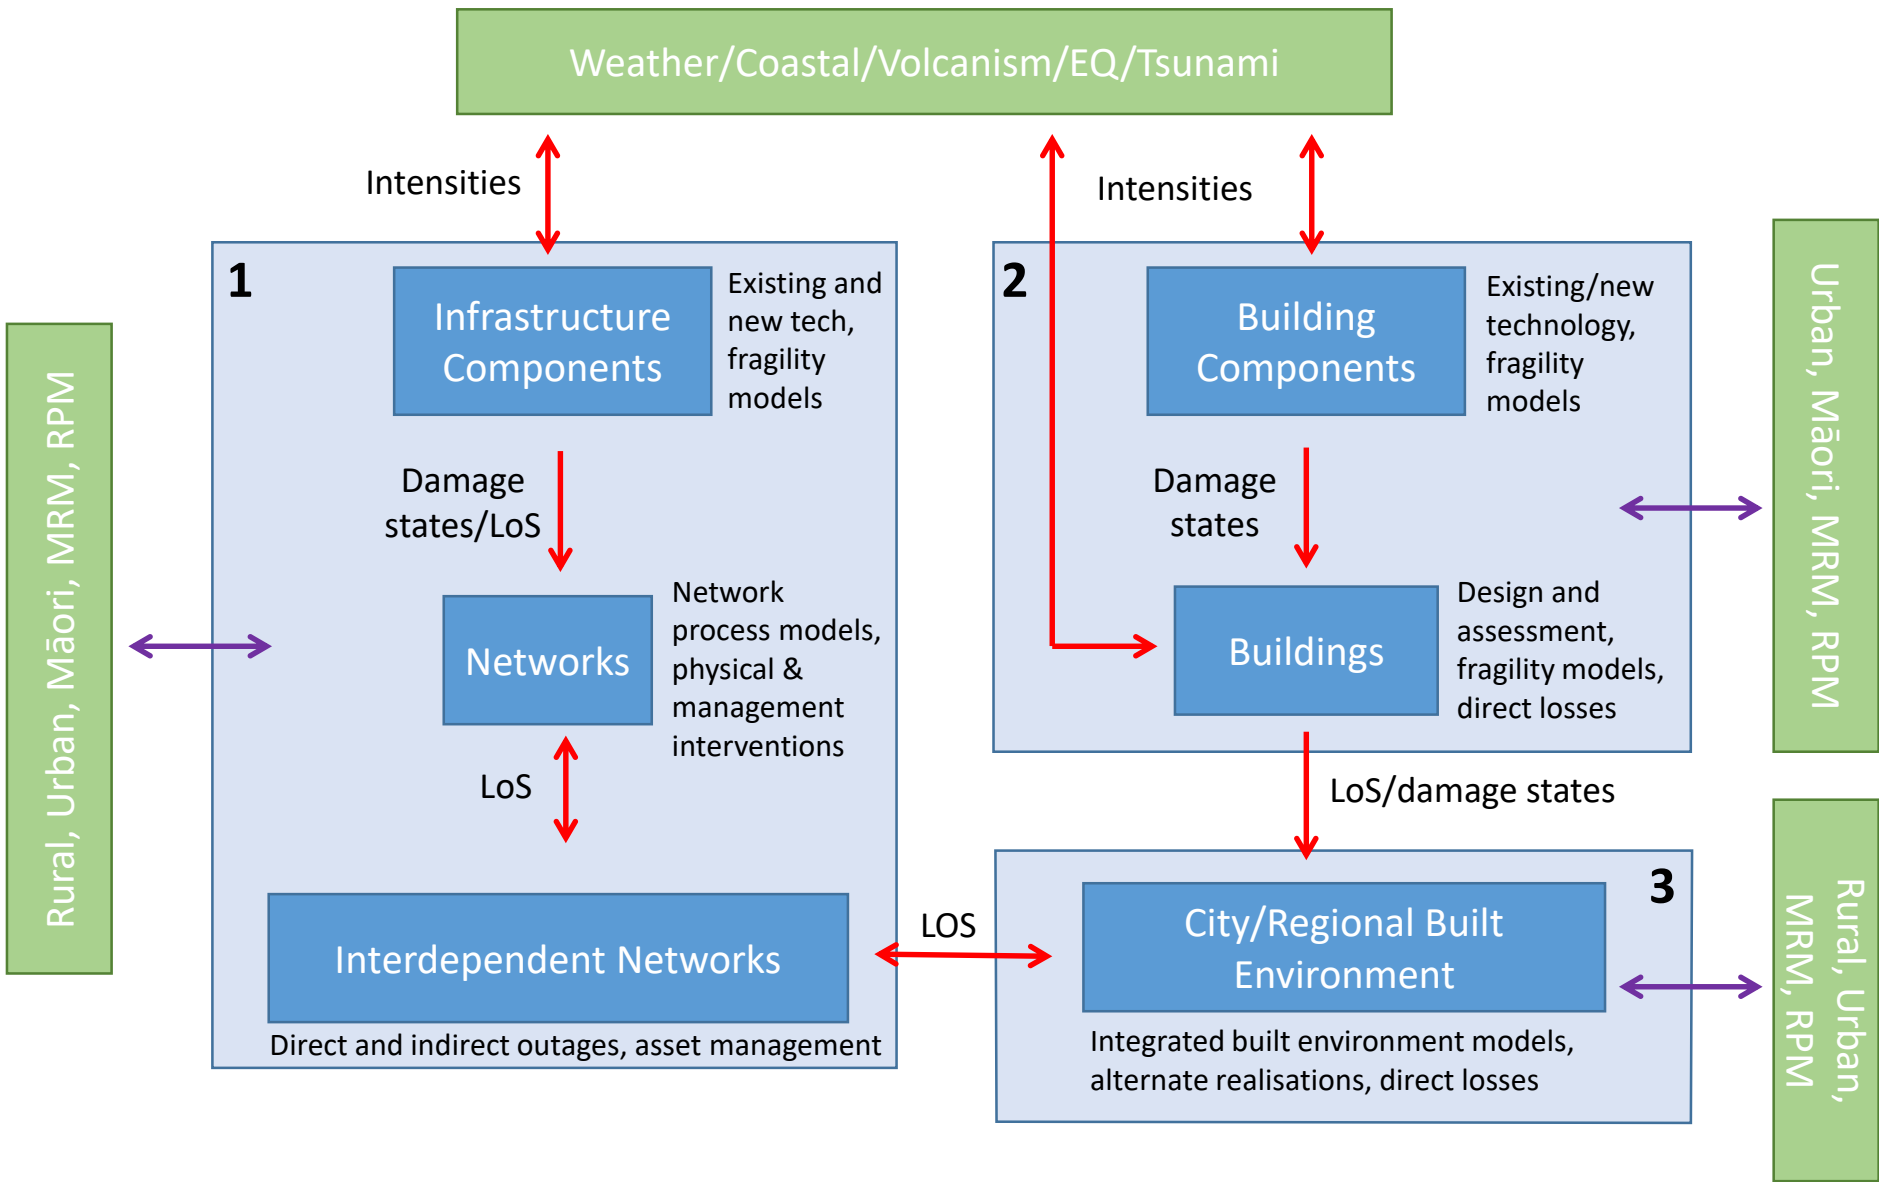 Weather/Coastal/Volcanism/EQ/Tsunami
Intensities
Intensities
1
Infrastructure
Components
Existing and
new tech,
fragility
models
Damage
states/LoS
Networks
Network
process models,
physical &
management
interventions
LoS
Interdependent Networks
Direct and indirect outages, asset management
Rural, Urban, Māori, MRM, RPM
2
Building
Components
Existing/new
technology,
fragility
models
Damage
states
Buildings
Design and
assessment,
fragility models,
direct losses
Urban, Māori, MRM, RPM
LoS/damage states
LOS
3
City/Regional Built
Environment
Integrated built environment models,
alternate realisations, direct losses
Rural, Urban,
MRM, RPM